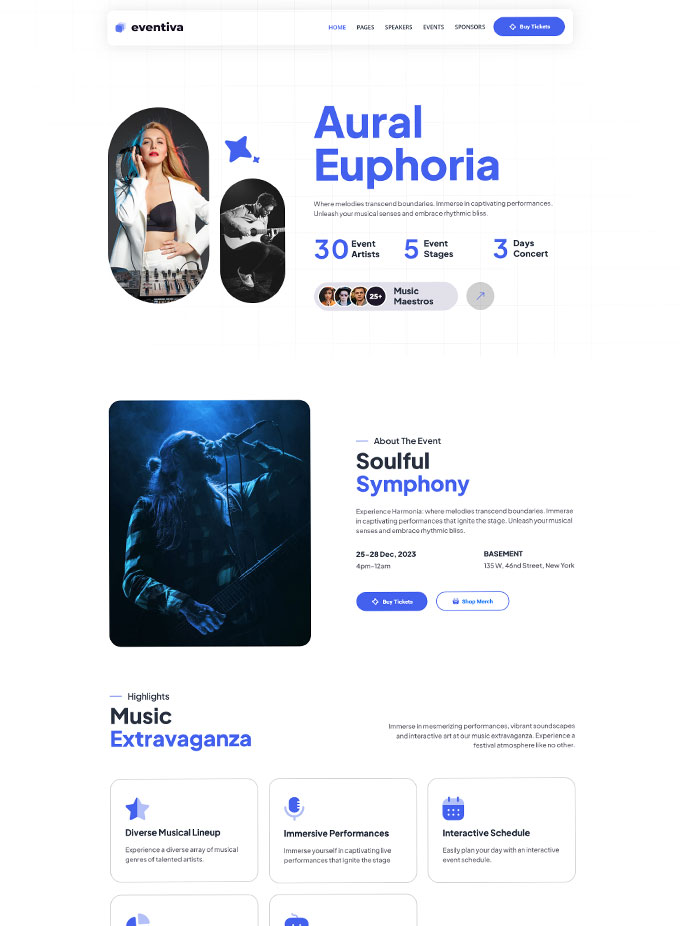 eventiva
HOME PAGES SPEAKERS EVENTS SPONSORS Buy Tickets
Aural
Euphoria
Where melodies transcend boundaries. Immerse in captivating performances.
Unleash your musical senses and embrace rhythmic bliss.
30 Event Artists
5 Event Stages
3 Days Concert
25+
Music
Maestros
About The Event
Soulful
Symphony
Experience Harmonia: where melodies transcend boundaries. Immerse
in captivating performances that ignite the stage. Unleash your musical
senses and embrace rhythmic bliss.
25-28 Dec, 2023
4pm-12am
BASEMENT
135 W, 46nd Street, New York
Buy Tickets
Shop Merch
Highlights
Music
Extravaganza
Immerse in mesmerizing performances, vibrant soundscapes
and interactive art at our music extravaganza. Experience a
festival atmosphere like no other.
Diverse Musical Lineup
Experience a diverse array of musical
genres of talented artists.
Immersive Performances
Immerse yourself in captivating live
performances that ignite the stage
Interactive Schedule
Easily plan your day with an interactive
event schedule.